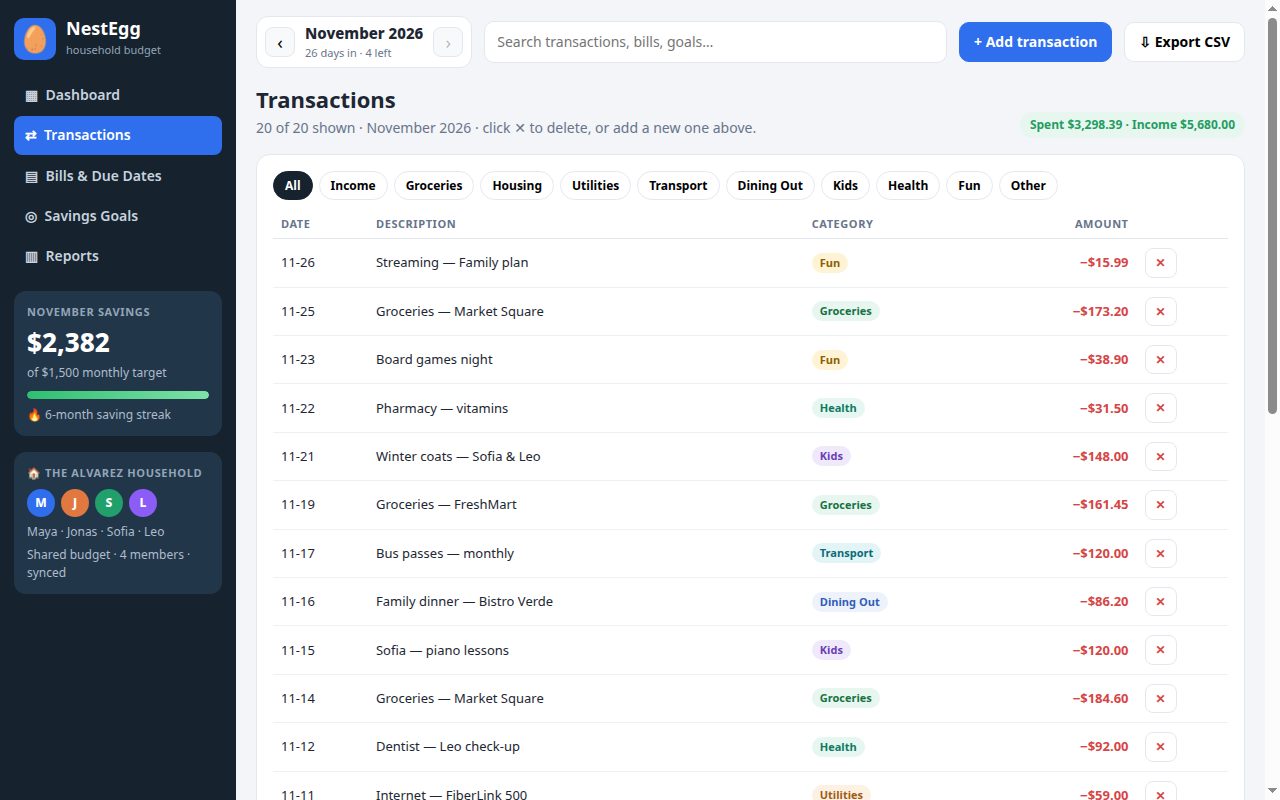 NestEgg
household budget
Dashboard
Transactions
Bills & Due Dates
Savings Goals
Reports
NOVEMBER SAVINGS
$2,382
of $1,500 monthly target
🔥 6-month saving streak
🏠 THE ALVAREZ HOUSEHOLD
M J S L
Maya · Jonas · Sofia · Leo
Shared budget · 4 members ·
synced
‹ November 2026 ›
26 days in · 4 left
Search transactions, bills, goals...
+ Add transaction
⇩ Export CSV
Transactions
20 of 20 shown · November 2026 · click ✕ to delete, or add a new one above.
Spent $3,298.39 · Income $5,680.00
All Income Groceries Housing Utilities Transport Dining Out Kids Health Fun Other
DATE DESCRIPTION CATEGORY AMOUNT
11-26 Streaming — Family plan Fun −$15.99 ✕
11-25 Groceries — Market Square Groceries −$173.20 ✕
11-23 Board games night Fun −$38.90 ✕
11-22 Pharmacy — vitamins Health −$31.50 ✕
11-21 Winter coats — Sofia & Leo Kids −$148.00 ✕
11-19 Groceries — FreshMart Groceries −$161.45 ✕
11-17 Bus passes — monthly Transport −$120.00 ✕
11-16 Family dinner — Bistro Verde Dining Out −$86.20 ✕
11-15 Sofia — piano lessons Kids −$120.00 ✕
11-14 Groceries — Market Square Groceries −$184.60 ✕
11-12 Dentist — Leo check-up Health −$92.00 ✕
11-11 Internet — FiberLink 500 Utilities −$59.00 ✕